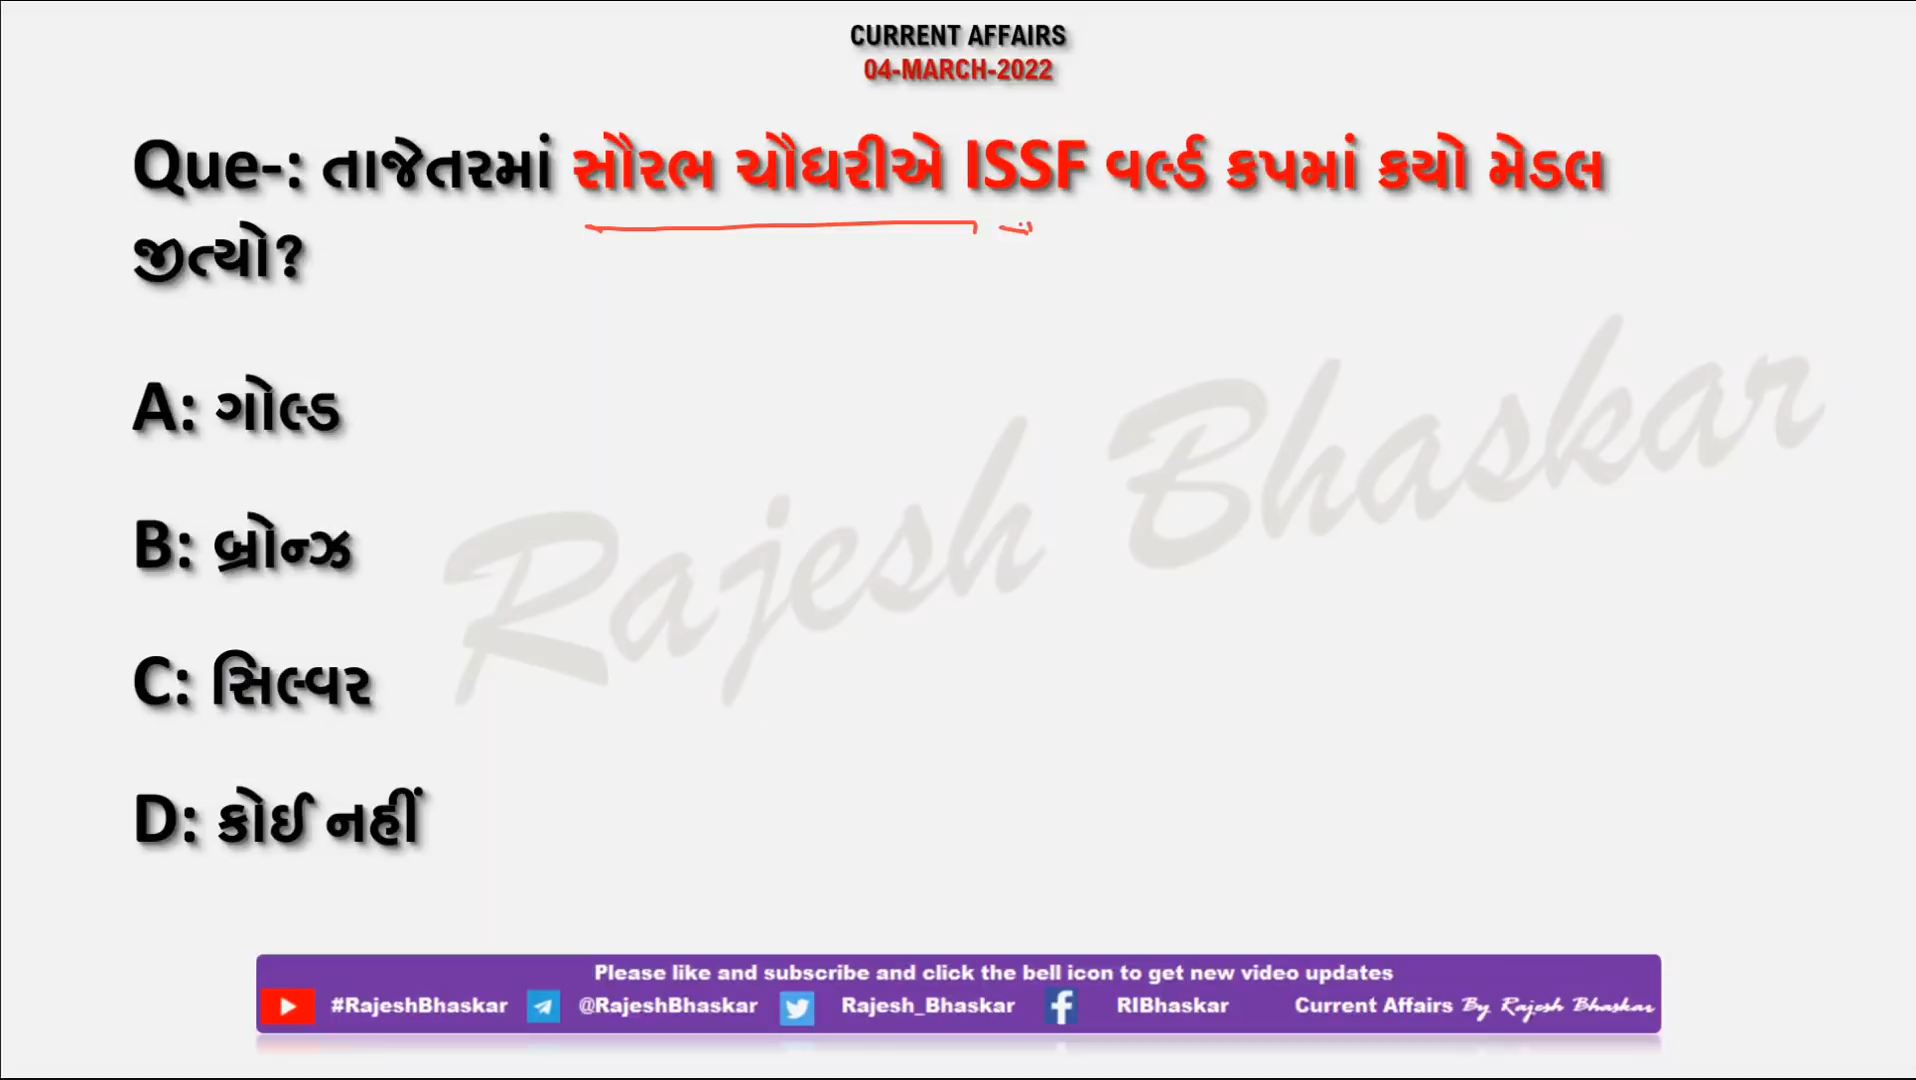 CURRENT AFFAIRS
04-MARCH-2022
Que-: તાજેતરમાં સૌરભ ચૌધરીએ ISSF વર્લ્ડ કપમાં કયો મેડલ
જીત્યો?
A: ગોલ્ડ
B: બ્રોન્ઝ
C: સિલ્વર
D: કોઈ નહીં
Rajesh Bhaskar
Please like and subscribe and click the bell icon to get new video updates
#RajeshBhaskar @RajeshBhaskar Rajesh_Bhaskar RIBhaskar Current Affairs By Rajesh Bhaskar